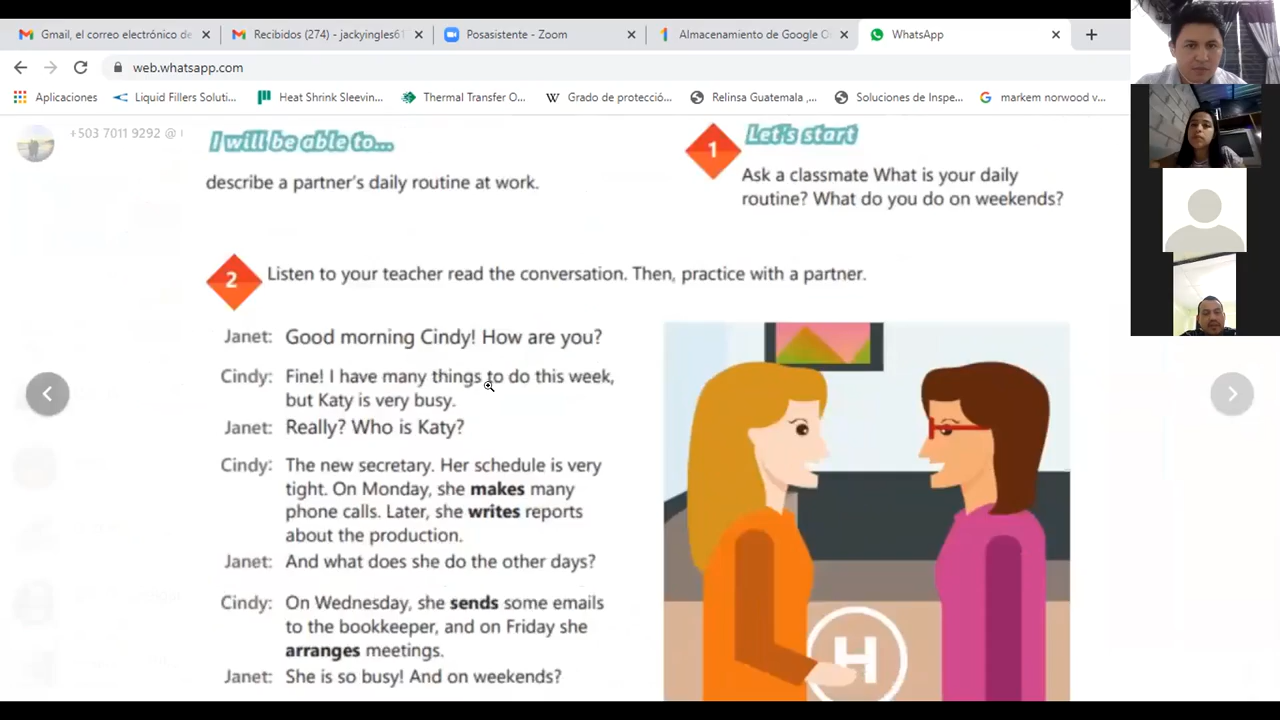 Gmail, el correo electrónico de
Recibidos (274) - jackyingles61
Posasistente - Zoom
Almacenamiento de Google O
WhatsApp
web.whatsapp.com
Aplicaciones
Liquid Fillers Soluti...
Heat Shrink Sleevin...
Thermal Transfer O...
Grado de protecció...
Relinsa Guatemala ,...
Soluciones de Inspe...
markem norwood v...
+503 7011 9292 @
I will be able to...
describe a partner's daily routine at work.
1
Let's start
Ask a classmate What is your daily
routine? What do you do on weekends?
2
Listen to your teacher read the conversation. Then, practice with a partner.
Janet: Good morning Cindy! How are you?
Cindy: Fine! I have many things to do this week,
but Katy is very busy.
Janet: Really? Who is Katy?
Cindy: The new secretary. Her schedule is very
tight. On Monday, she makes many
phone calls. Later, she writes reports
about the production.
Janet: And what does she do the other days?
Cindy: On Wednesday, she sends some emails
to the bookkeeper, and on Friday she
arranges meetings.
Janet: She is so busy! And on weekends?
H